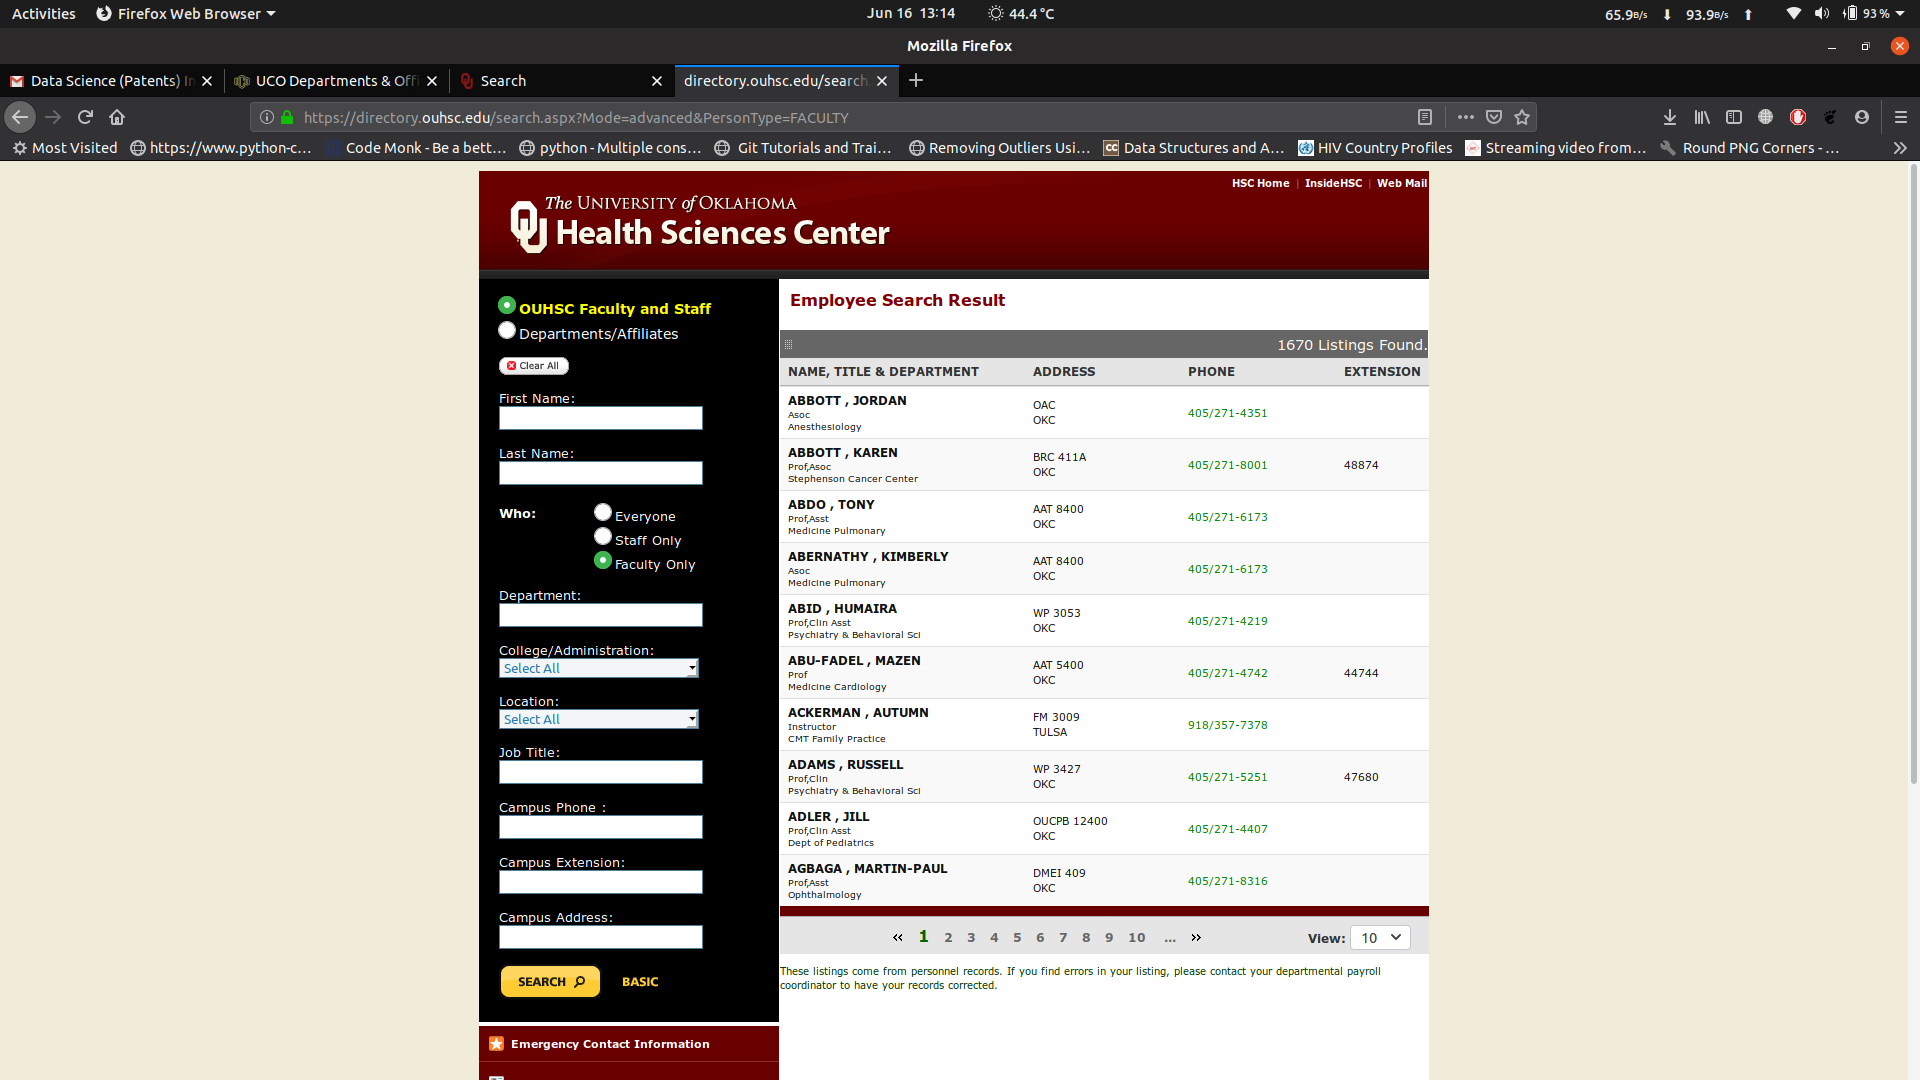 Activities Firefox Web Browser Jun 16 13:14 44.4 °C 65.9B/s 93.9B/s 93 %
Mozilla Firefox
Data Science (Patents) In UCO Departments & Offi Search directory.ouhsc.edu/search
https://directory.ouhsc.edu/search.aspx?Mode=advanced&PersonType=FACULTY
Most Visited https://www.python-c... Code Monk - Be a bett... python - Multiple cons... Git Tutorials and Trai... Removing Outliers Usi... CC Data Structures and A... HIV Country Profiles Streaming video from... Round PNG Corners - ...
HSC Home | InsideHSC | Web Mail
The UNIVERSITY of OKLAHOMA
Health Sciences Center
OUHSC Faculty and Staff
Departments/Affiliates
Clear All
First Name:
Last Name:
Who:
Everyone
Staff Only
Faculty Only
Department:
College/Administration:
Select All
Location:
Select All
Job Title:
Campus Phone :
Campus Extension:
Campus Address:
SEARCH BASIC
Emergency Contact Information
Employee Search Result
1670 Listings Found.
NAME, TITLE & DEPARTMENT ADDRESS PHONE EXTENSION
ABBOTT , JORDAN
Asoc
Anesthesiology
OAC
OKC
405/271-4351
ABBOTT , KAREN
Prof,Asoc
Stephenson Cancer Center
BRC 411A
OKC
405/271-8001
48874
ABDO , TONY
Prof,Asst
Medicine Pulmonary
AAT 8400
OKC
405/271-6173
ABERNATHY , KIMBERLY
Asoc
Medicine Pulmonary
AAT 8400
OKC
405/271-6173
ABID , HUMAIRA
Prof,Clin Asst
Psychiatry & Behavioral Sci
WP 3053
OKC
405/271-4219
ABU-FADEL , MAZEN
Prof
Medicine Cardiology
AAT 5400
OKC
405/271-4742
44744
ACKERMAN , AUTUMN
Instructor
CMT Family Practice
FM 3009
TULSA
918/357-7378
ADAMS , RUSSELL
Prof,Clin
Psychiatry & Behavioral Sci
WP 3427
OKC
405/271-5251
47680
ADLER , JILL
Prof,Clin Asst
Dept of Pediatrics
OUCPB 12400
OKC
405/271-4407
AGBAGA , MARTIN-PAUL
Prof,Asst
Ophthalmology
DMEI 409
OKC
405/271-8316
« 1 2 3 4 5 6 7 8 9 10 ... » View: 10
These listings come from personnel records. If you find errors in your listing, please contact your departmental payroll
coordinator to have your records corrected.